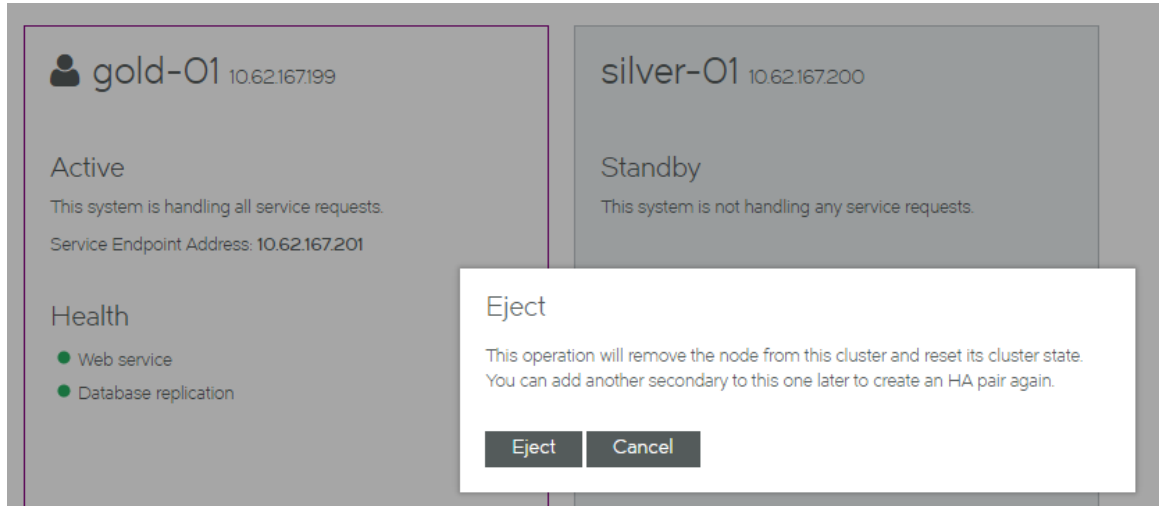 gold-01 10.62.167.199
Active
This system is handling all service requests.
Service Endpoint Address: 10.62.167.201
Health
Web service
Database replication
silver-01 10.62.167.200
Standby
This system is not handling any service requests.
Eject
This operation will remove the node from this cluster and reset its cluster state.
You can add another secondary to this one later to create an HA pair again.
Eject Cancel